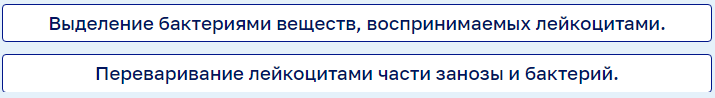 Выделение бактериями веществ, воспринимаемых лейкоцитами.
Переваривание лейкоцитами части занозы и бактерий.